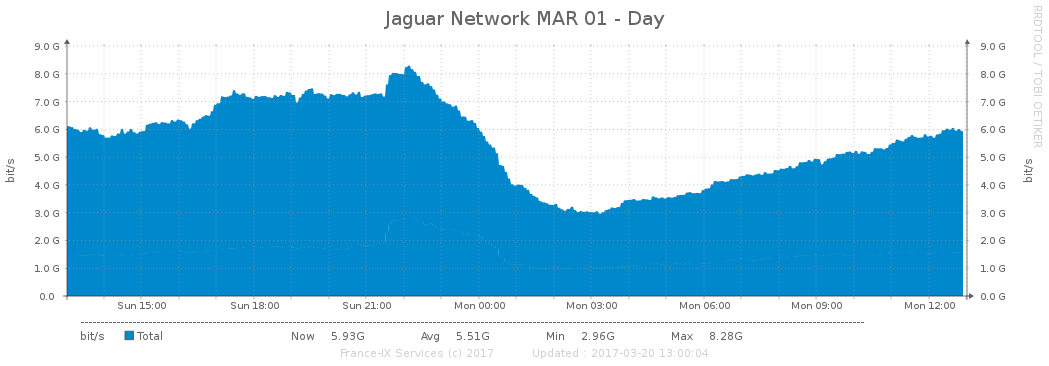 Jaguar Network MAR 01 - Day
RRDTOOL / TOBI OETIKER
9.0 G 9.0 G
8.0 G 8.0 G
7.0 G 7.0 G
6.0 G 6.0 G
5.0 G 5.0 G
4.0 G 4.0 G
3.0 G 3.0 G
2.0 G 2.0 G
1.0 G 1.0 G
0.0 0.0 G
bit/s
bit/s
Sun 15:00 Sun 18:00 Sun 21:00 Mon 00:00 Mon 03:00 Mon 06:00 Mon 09:00 Mon 12:00
bit/s Total Now 5.93G Avg 5.51G Min 2.96G Max 8.28G
France-IX Services (c) 2017 Updated : 2017-03-20 13:00:04